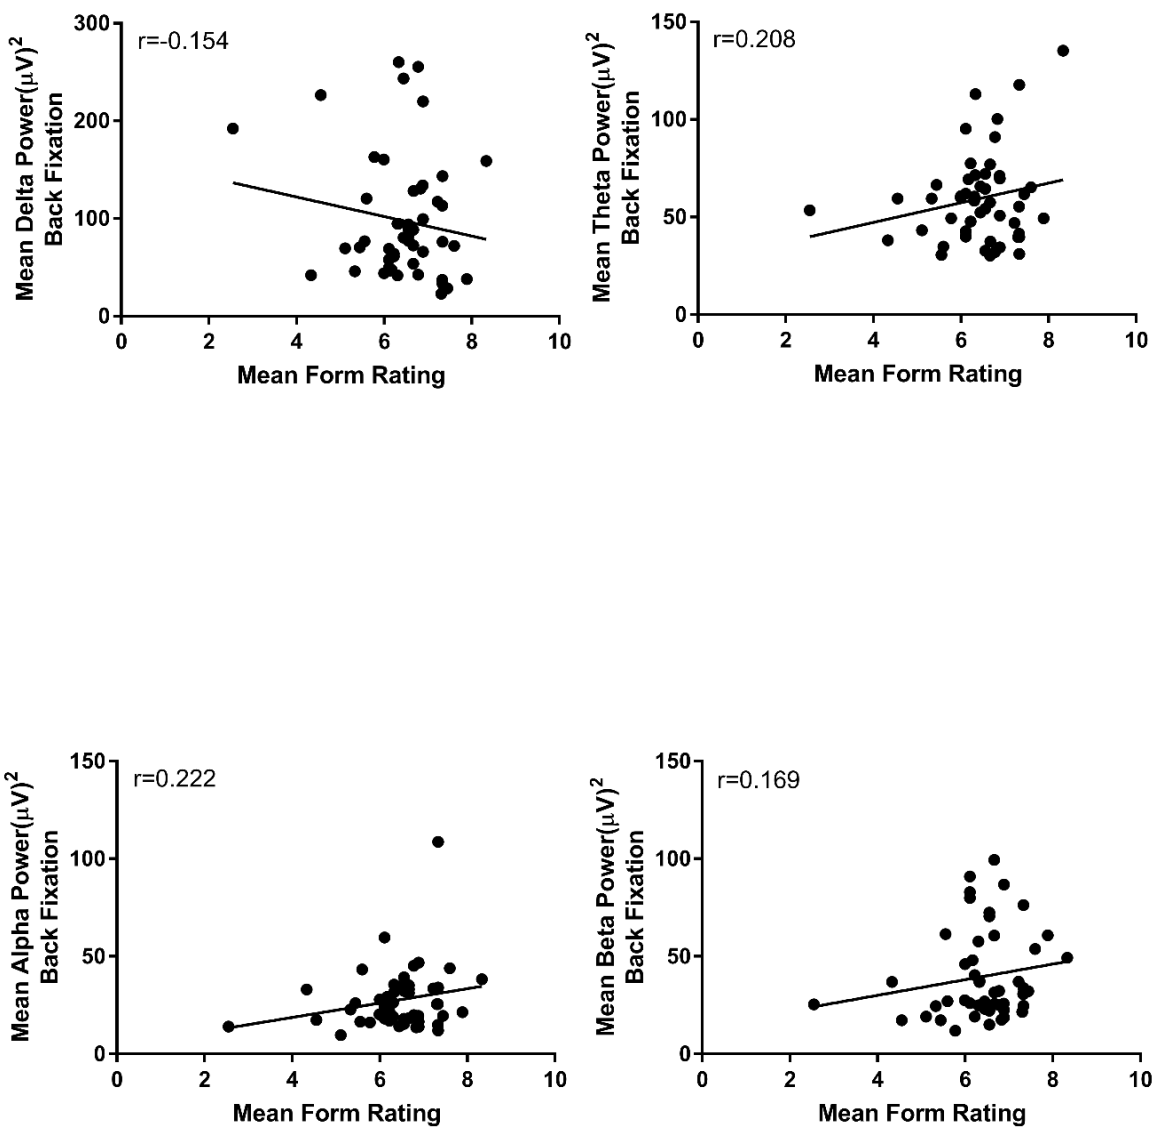 r=-0.154
Mean Delta Power(μV)²
Back Fixation
300
200
100
0
0 2 4 6 8 10
Mean Form Rating
r=0.208
Mean Theta Power(μV)²
Back Fixation
150
100
50
0
0 2 4 6 8 10
Mean Form Rating
r=0.222
Mean Alpha Power(μV)²
Back Fixation
150
100
50
0
0 2 4 6 8 10
Mean Form Rating
r=0.169
Mean Beta Power(μV)²
Back Fixation
150
100
50
0
0 2 4 6 8 10
Mean Form Rating